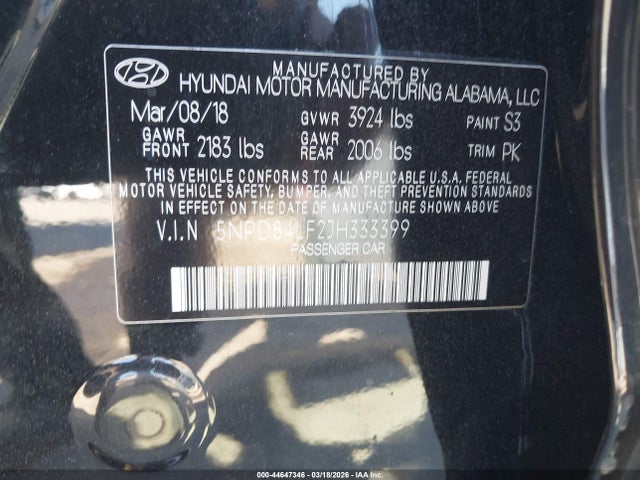 MANUFACTURED BY
HYUNDAI MOTOR MANUFACTURING ALABAMA, LLC
Mar/08/18 GVWR 3924 lbs PAINT S3
GAWR FRONT 2183 lbs GAWR REAR 2006 lbs TRIM PK
THIS VEHICLE CONFORMS TO ALL APPLICABLE U.S.A. FEDERAL
MOTOR VEHICLE SAFETY, BUMPER, AND THEFT PREVENTION STANDARDS
IN EFFECT ON THE DATE OF MANUFACTURE SHOWN ABOVE.
V.I.N 5NPD84LF2JH333399
PASSENGER CAR
000-44647346 - 03/18/2026 - IAA Inc.